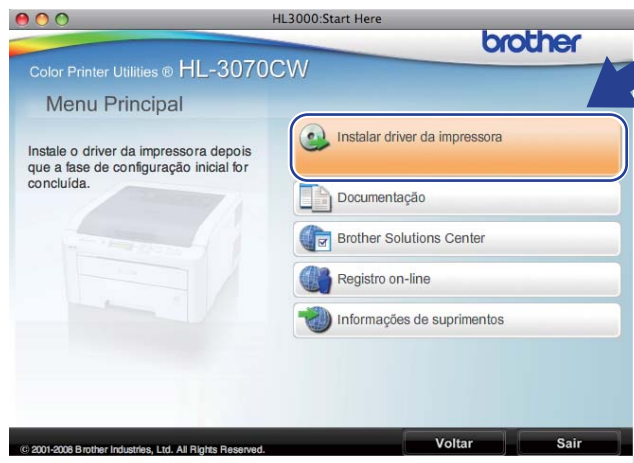 HL3000:Start Here
brother
Color Printer Utilities ® HL-3070CW
Menu Principal
Instale o driver da impressora depois
que a fase de configuração inicial for
concluída.
Instalar driver da impressora
Documentação
Brother Solutions Center
Registro on-line
Informações de suprimentos
© 2001-2008 Brother Industries, Ltd. All Rights Reserved.
Voltar
Sair